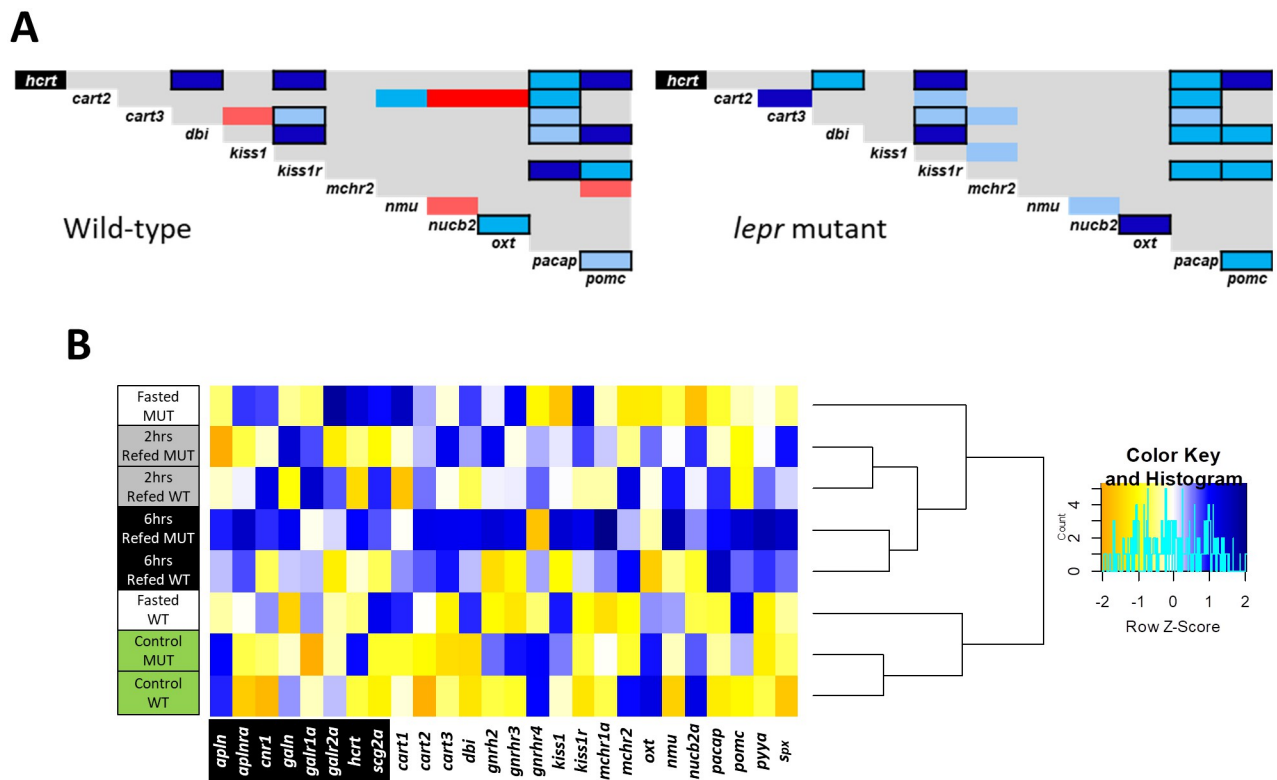 A
hcrt
cart2
cart3
dbi
kiss1
kiss1r
mchr2
nmu
nucb2
oxt
pacap
pomc
Wild-type
hcrt
cart2
cart3
dbi
kiss1
kiss1r
mchr2
nmu
nucb2
oxt
pacap
pomc
lepr mutant
B
Fasted
MUT
2hrs
Refed MUT
2hrs
Refed WT
6hrs
Refed MUT
6hrs
Refed WT
Fasted
WT
Control
MUT
Control
WT
apln
aplnra
cnr1
galn
galr1a
galr2a
hcrt
scg2a
cart1
cart2
cart3
dbi
gnrh2
gnrhr3
gnrhr4
kiss1
kiss1r
mchr1a
mchr2
oxt
nmu
nucb2a
pacap
pomc
pyya
spx
Color Key
and Histogram
Count
0 2 4
-2 -1 0 1 2
Row Z-Score